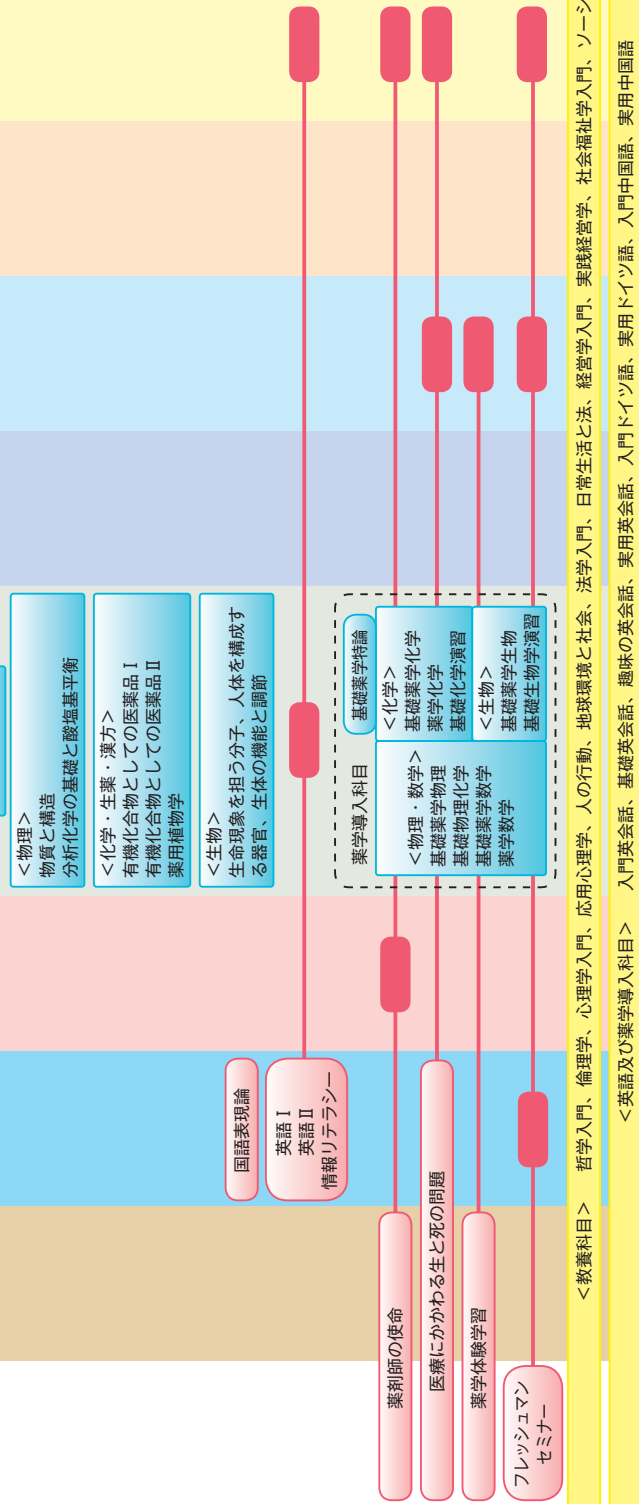 <物理>
物質と構造
分析化学の基礎と酸塩基平衡
<化学・生薬・漢方>
有機化合物としての医薬品Ⅰ
有機化合物としての医薬品Ⅱ
薬用植物学
<生物>
生命現象を担う分子、人体を構成す
る器官、生体の機能と調節
国語表現論
英語Ⅰ
英語Ⅱ
情報リテラシー
薬学導入科目
基礎薬学特論
<物理・数学>
基礎薬学物理
基礎物理化学
基礎薬学数学
薬学数学
<化学>
基礎薬学化学
薬学化学
基礎化学演習
<生物>
基礎薬学生物
基礎生物学演習
薬剤師の使命
医療にかかわる生と死の問題
薬学体験学習
フレッシュマン
セミナー
<教養科目> 哲学入門、倫理学、心理学入門、応用心理学、人の行動、地球環境と社会、法学入門、日常生活と法、経営学入門、実践経営学、社会福祉学入門、ソーシ
<英語及び薬学導入科目> 入門英会話、基礎英会話、趣味の英会話、実用英会話、入門ドイツ語、実用ドイツ語、入門中国語、実用中国語